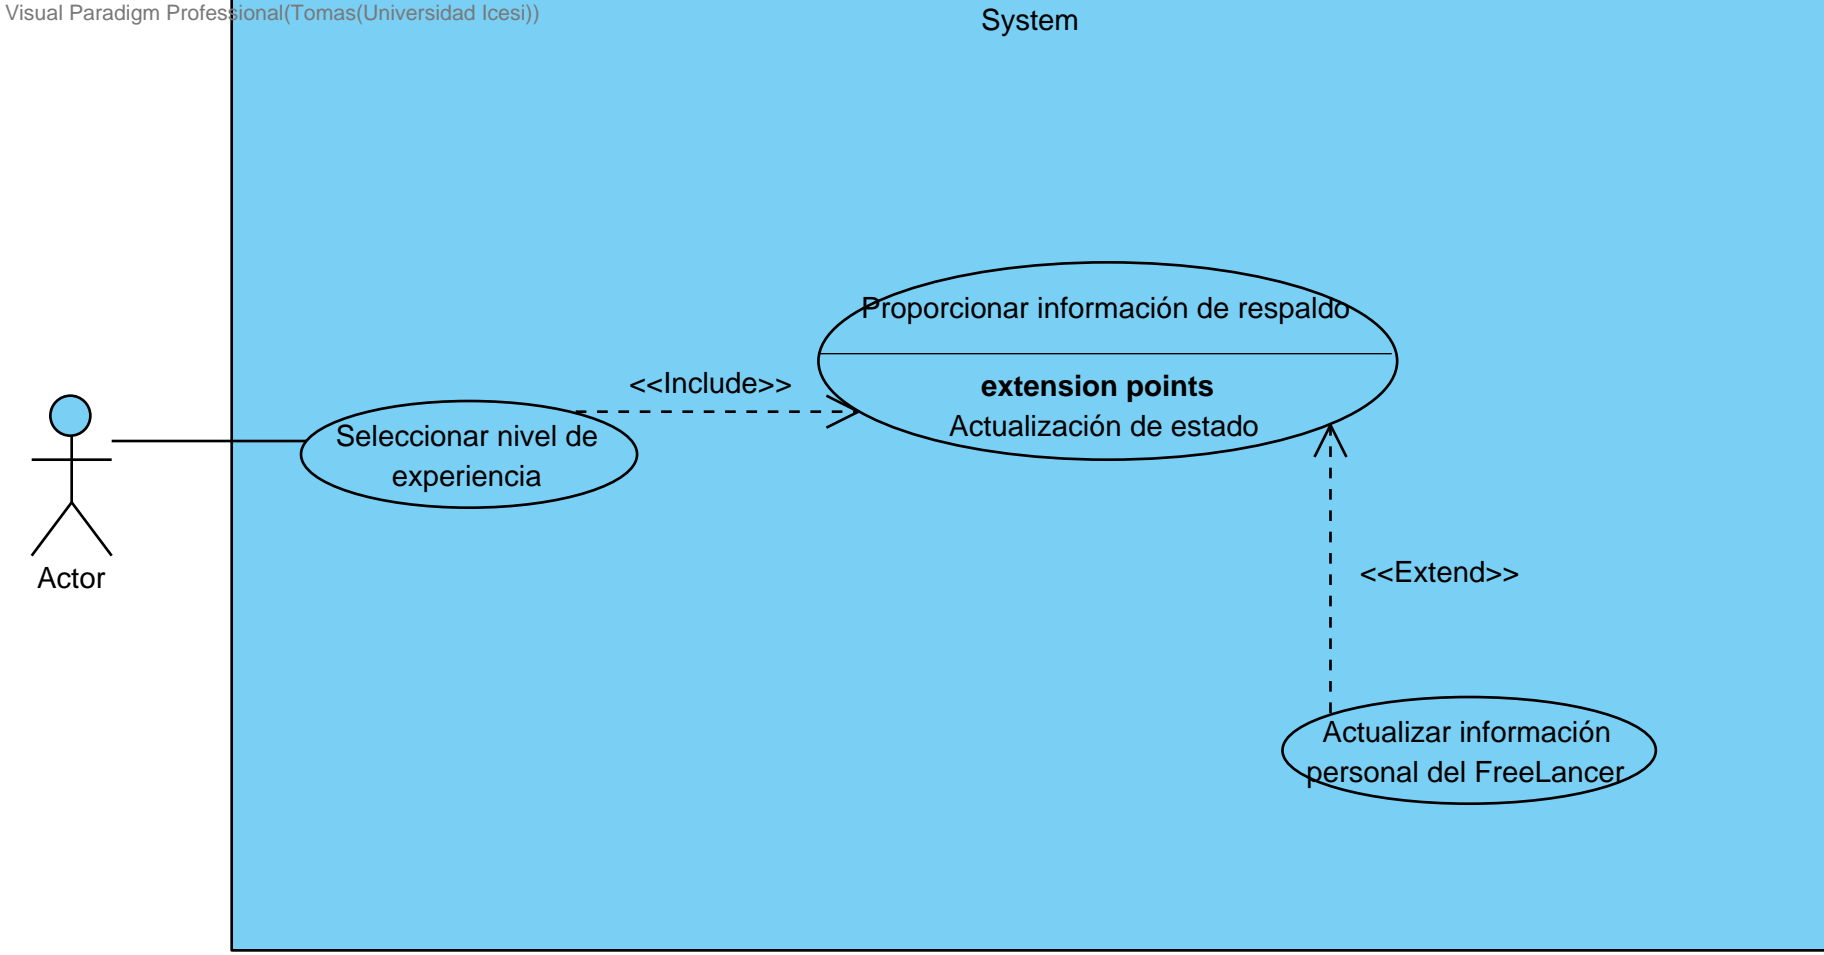 Visual Paradigm Professional(Tomas(Universidad Icesi))
System
Proporcionar información de respaldo
<<Include>>
extension points
Actualización de estado
Seleccionar nivel de
experiencia
Actor
<<Extend>>
Actualizar información
personal del FreeLancer